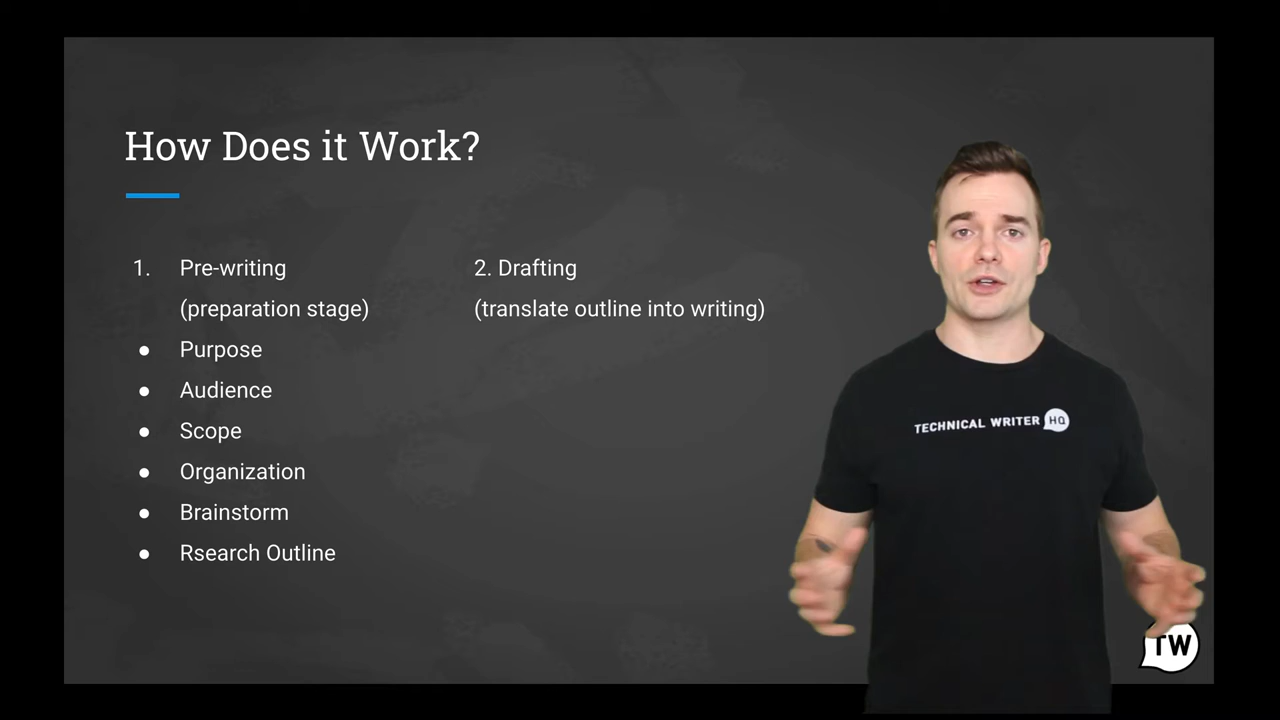 How Does it Work?
1. Pre-writing
(preparation stage)
● Purpose
● Audience
● Scope
● Organization
● Brainstorm
● Rsearch Outline
2. Drafting
(translate outline into writing)
TECHNICAL WRITER HQ
TW